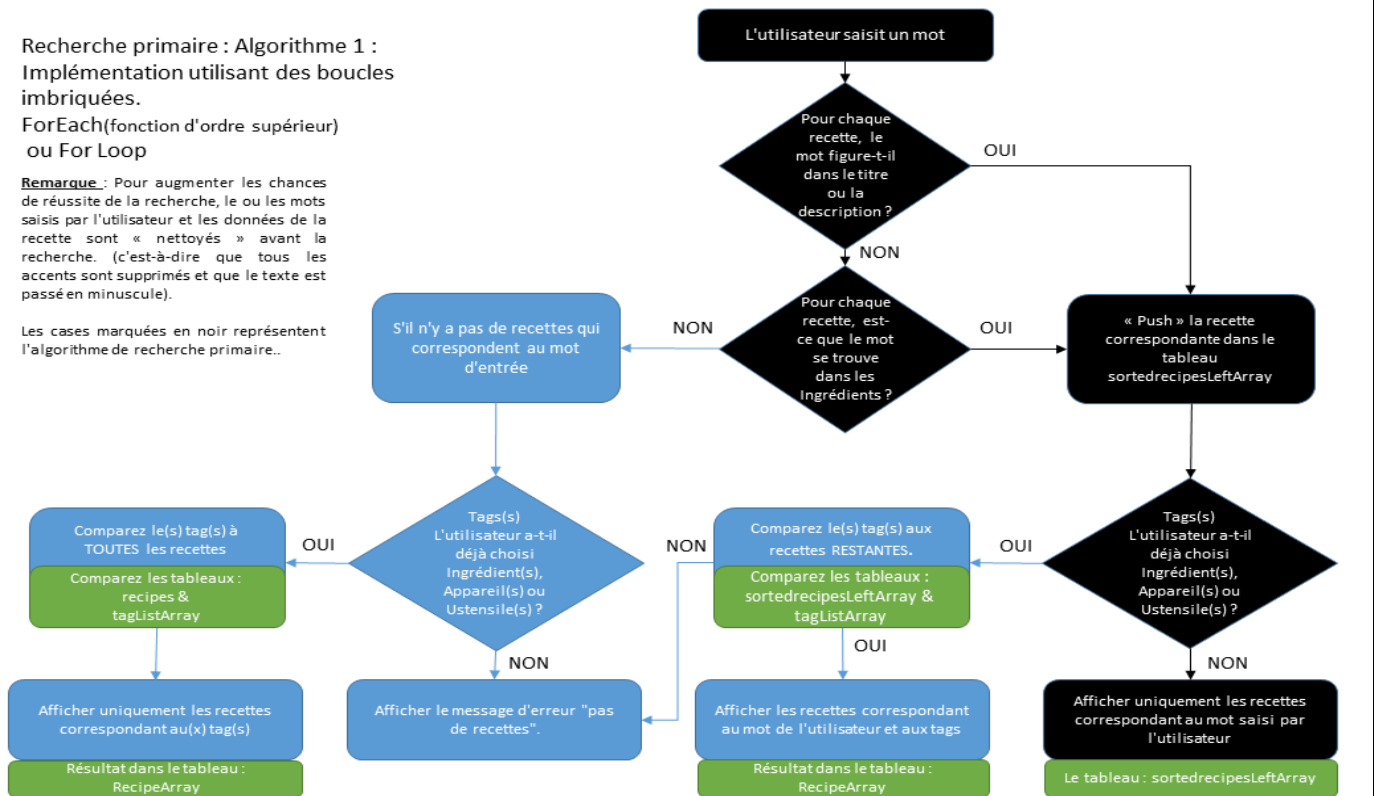 Recherche primaire : Algorithme 1 :
Implémentation utilisant des boucles
imbriquées.
ForEach(fonction d'ordre supérieur)
ou For Loop
Remarque : Pour augmenter les chances
de réussite de la recherche, le ou les mots
saisis par l'utilisateur et les données de la
recette sont « nettoyés » avant la
recherche. (c'est-à-dire que tous les
accents sont supprimés et que le texte est
passé en minuscule).
Les cases marquées en noir représentent
l'algorithme de recherche primaire..
L'utilisateur saisit un mot
Pour chaque
recette, le
mot figure-t-il
dans le titre
ou la
description ?
OUI
NON
Pour chaque
recette, est-
ce que le mot
se trouve
dans les
Ingrédients ?
NON
OUI
S'il n'y a pas de recettes qui
correspondent au mot
d'entrée
« Push » la recette
correspondante dans le
tableau
sortedrecipesLeftArray
Tags(s)
L'utilisateur a-t-il
déjà choisi
Ingrédient(s),
Appareil(s) ou
Ustensile(s) ?
OUI
NON
Comparez le(s) tag(s) à
TOUTES les recettes
Comparez les tableaux :
recipes &
tagListArray
Afficher uniquement les recettes
correspondant au(x) tag(s)
Résultat dans le tableau :
RecipeArray
Afficher le message d'erreur "pas
de recettes".
Tags(s)
L'utilisateur a-t-il
déjà choisi
Ingrédient(s),
Appareil(s) ou
Ustensile(s) ?
OUI
NON
Comparez le(s) tag(s) aux
recettes RESTANTES.
Comparez les tableaux :
sortedrecipesLeftArray &
tagListArray
NON
OUI
Afficher les recettes correspondant
au mot de l'utilisateur et aux tags
Résultat dans le tableau :
RecipeArray
Afficher uniquement les recettes
correspondant au mot saisi par
l'utilisateur
Le tableau : sortedrecipesLeftArray